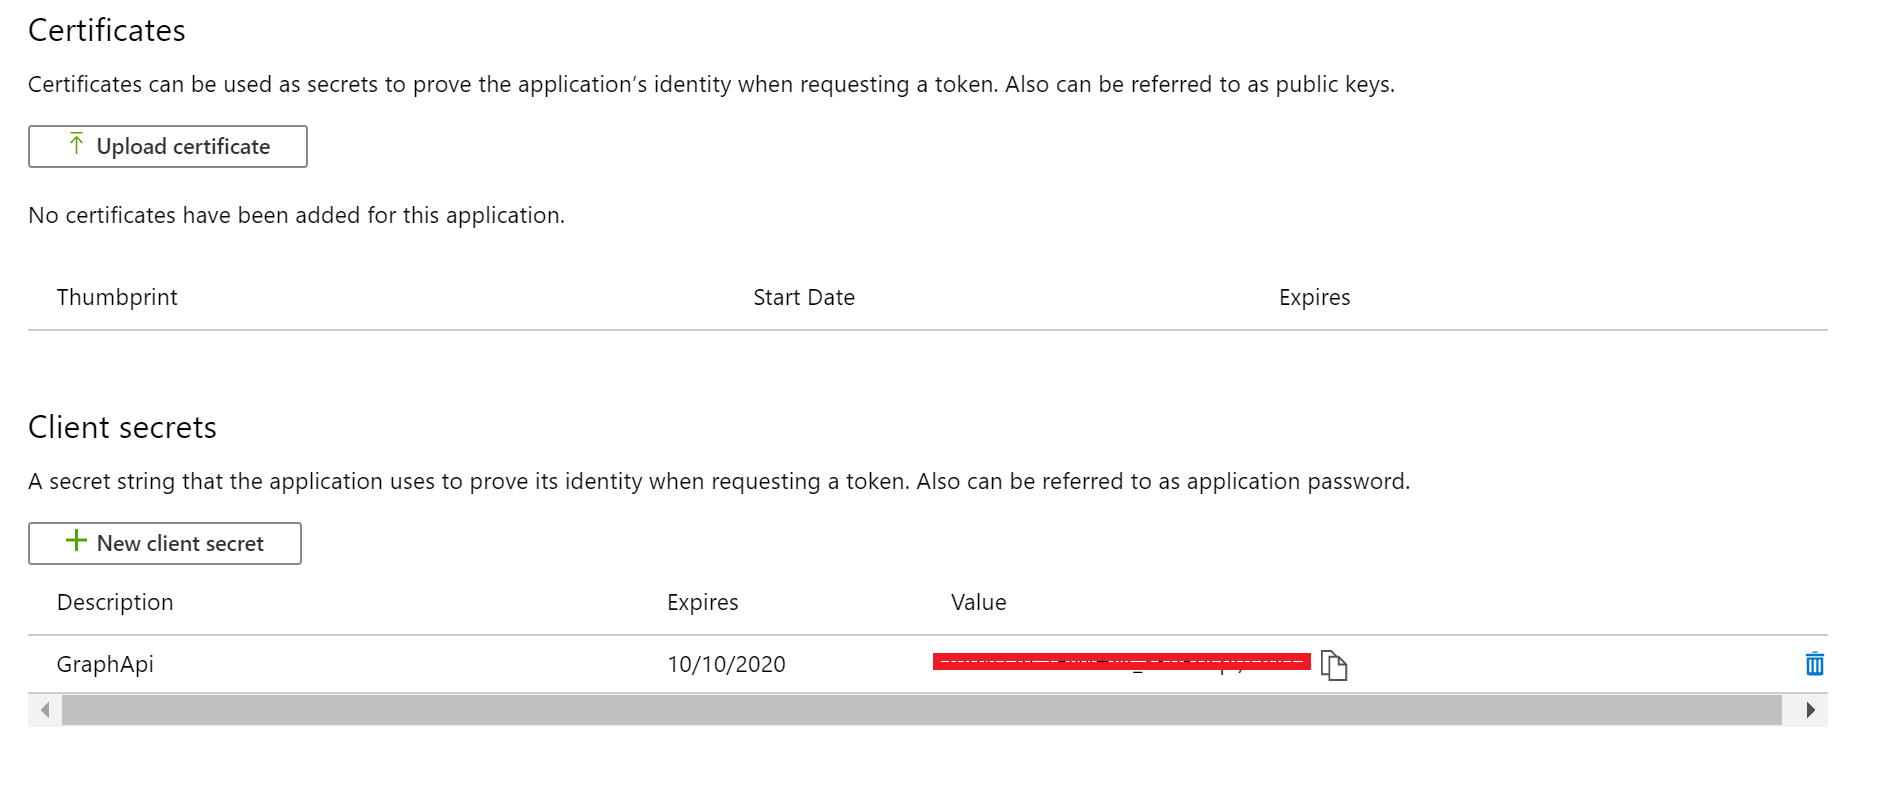 Certificates
Certificates can be used as secrets to prove the application’s identity when requesting a token. Also can be referred to as public keys.
Upload certificate
No certificates have been added for this application.
Thumbprint Start Date Expires
Client secrets
A secret string that the application uses to prove its identity when requesting a token. Also can be referred to as application password.
New client secret
Description Expires Value
GraphApi 10/10/2020